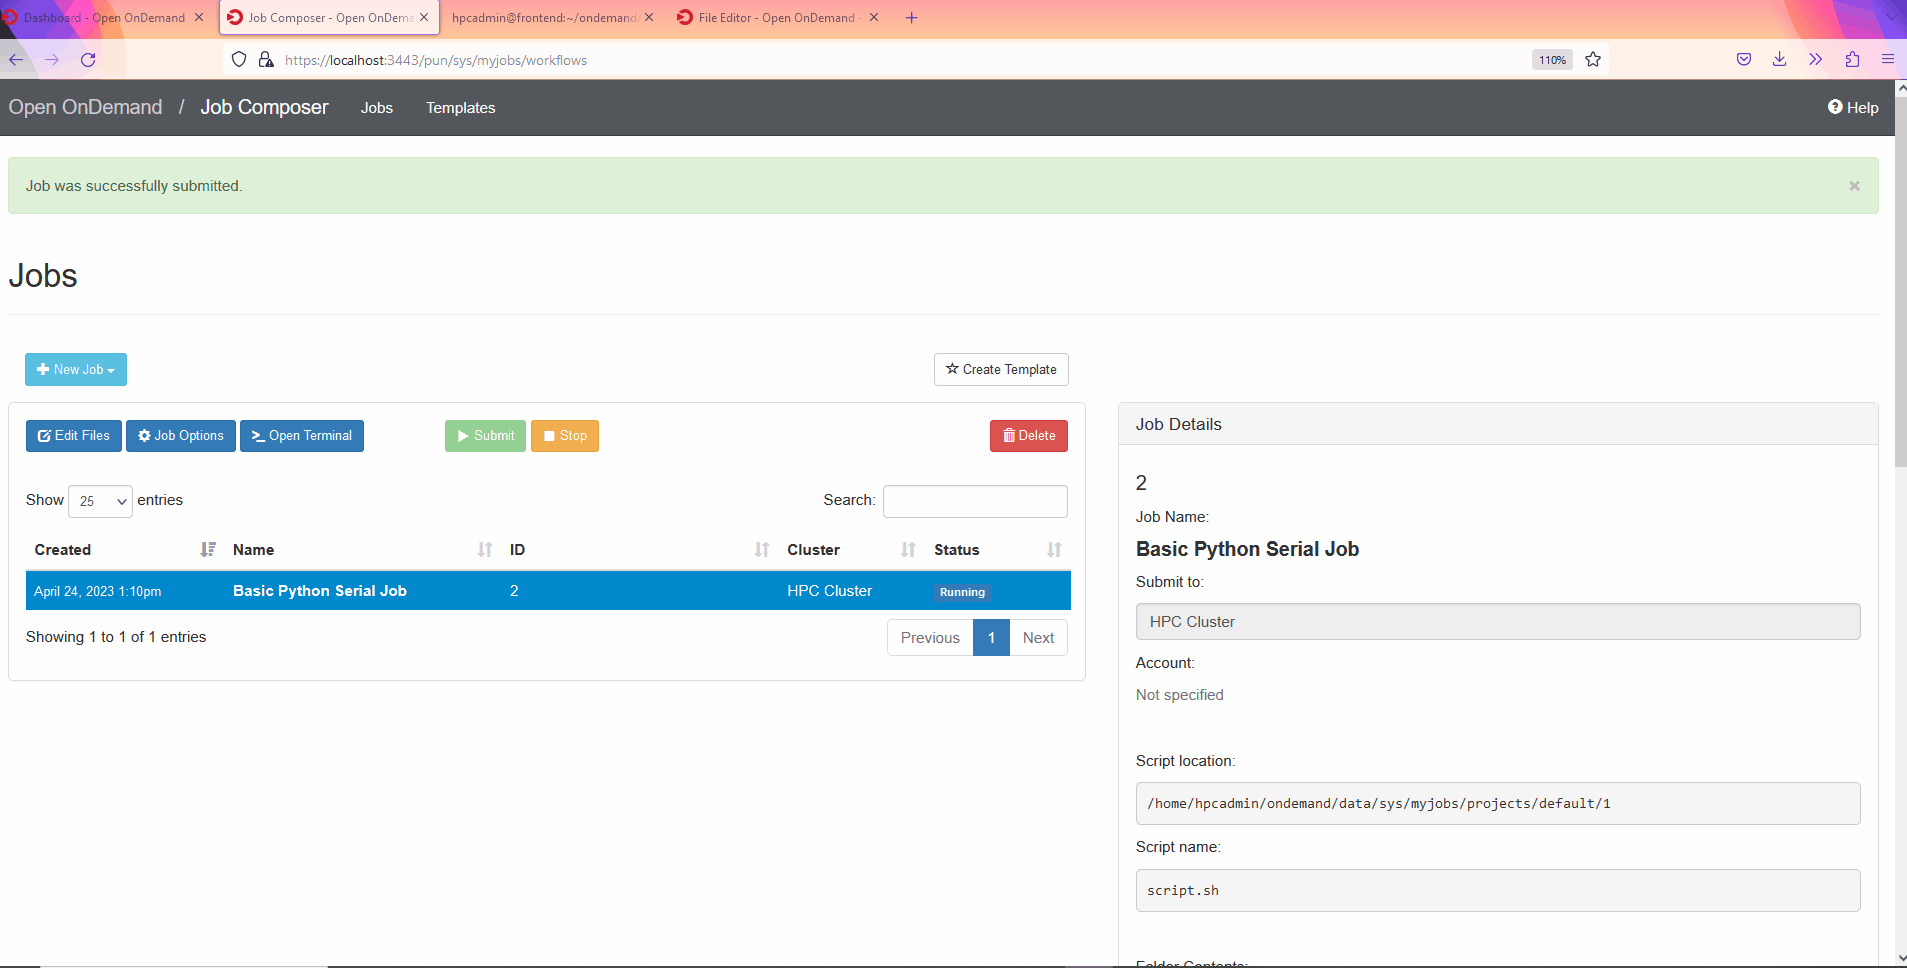 Dashboard - Open OnDemand
Job Composer - Open OnDema
hpcadmin@frontend:~/ondemand/
File Editor - Open OnDemand -
https://localhost:3443/pun/sys/myjobs/workflows
110%
Open OnDemand / Job Composer Jobs Templates
Help
Job was successfully submitted.
Jobs
New Job
Create Template
Edit Files
Job Options
Open Terminal
Submit
Stop
Delete
Show 25 entries
Search:
Created Name ID Cluster Status
April 24, 2023 1:10pm Basic Python Serial Job 2 HPC Cluster Running
Showing 1 to 1 of 1 entries
Previous 1 Next
Job Details
2
Job Name:
Basic Python Serial Job
Submit to:
HPC Cluster
Account:
Not specified
Script location:
/home/hpcadmin/ondemand/data/sys/myjobs/projects/default/1
Script name:
script.sh
Folder Contents: